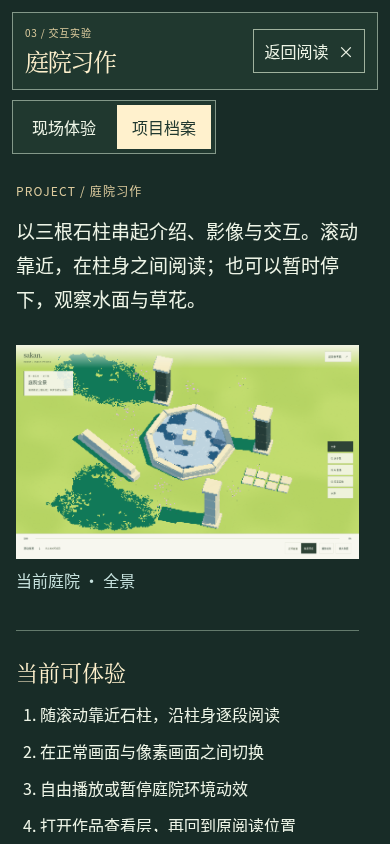 03 / 交互实验
庭院习作
返回阅读 ×
现场体验
项目档案
PROJECT / 庭院习作
以三根石柱串起介绍、影像与交互。滚动
靠近，在柱身之间阅读；也可以暂时停
下，观察水面与草花。
sukan.
庭院全景
当前庭院 · 全景
当前可体验
1. 随滚动靠近石柱，沿柱身逐段阅读
2. 在正常画面与像素画面之间切换
3. 自由播放或暂停庭院环境动效
4. 打开作品查看层，再回到原阅读位置